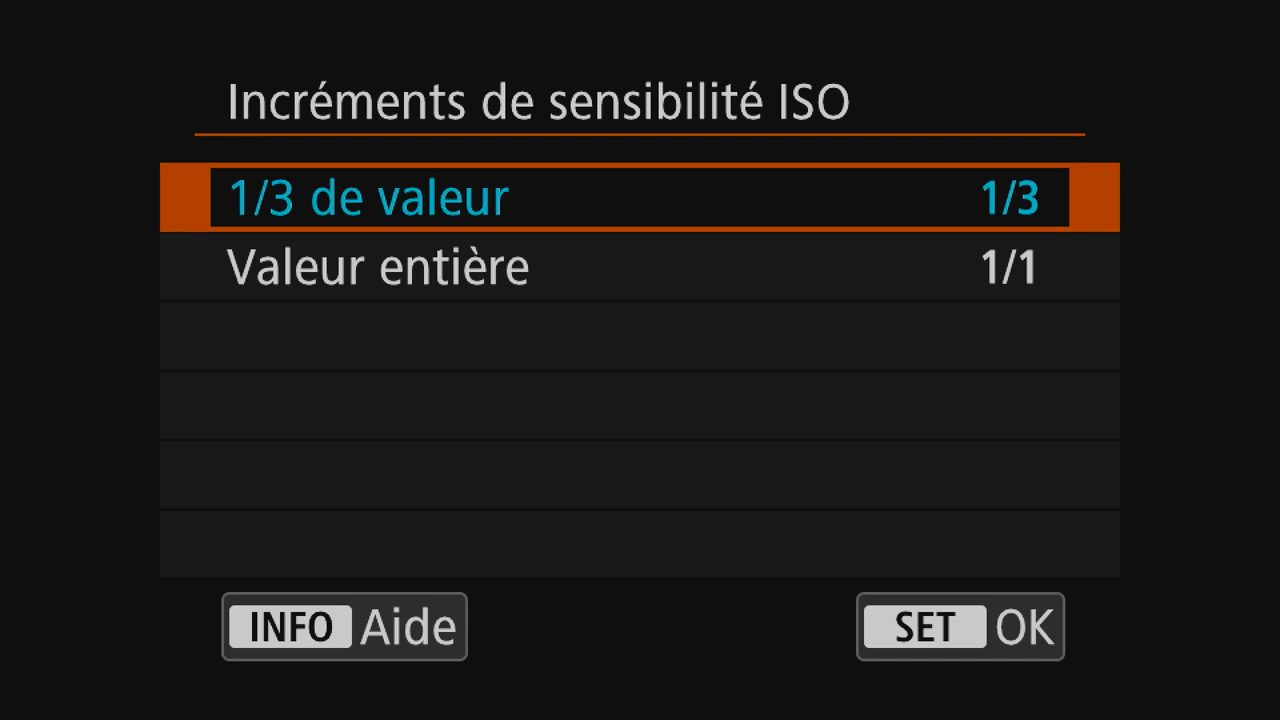 Incréments de sensibilité ISO
1/3 de valeur 1/3
Valeur entière 1/1
INFO Aide SET OK